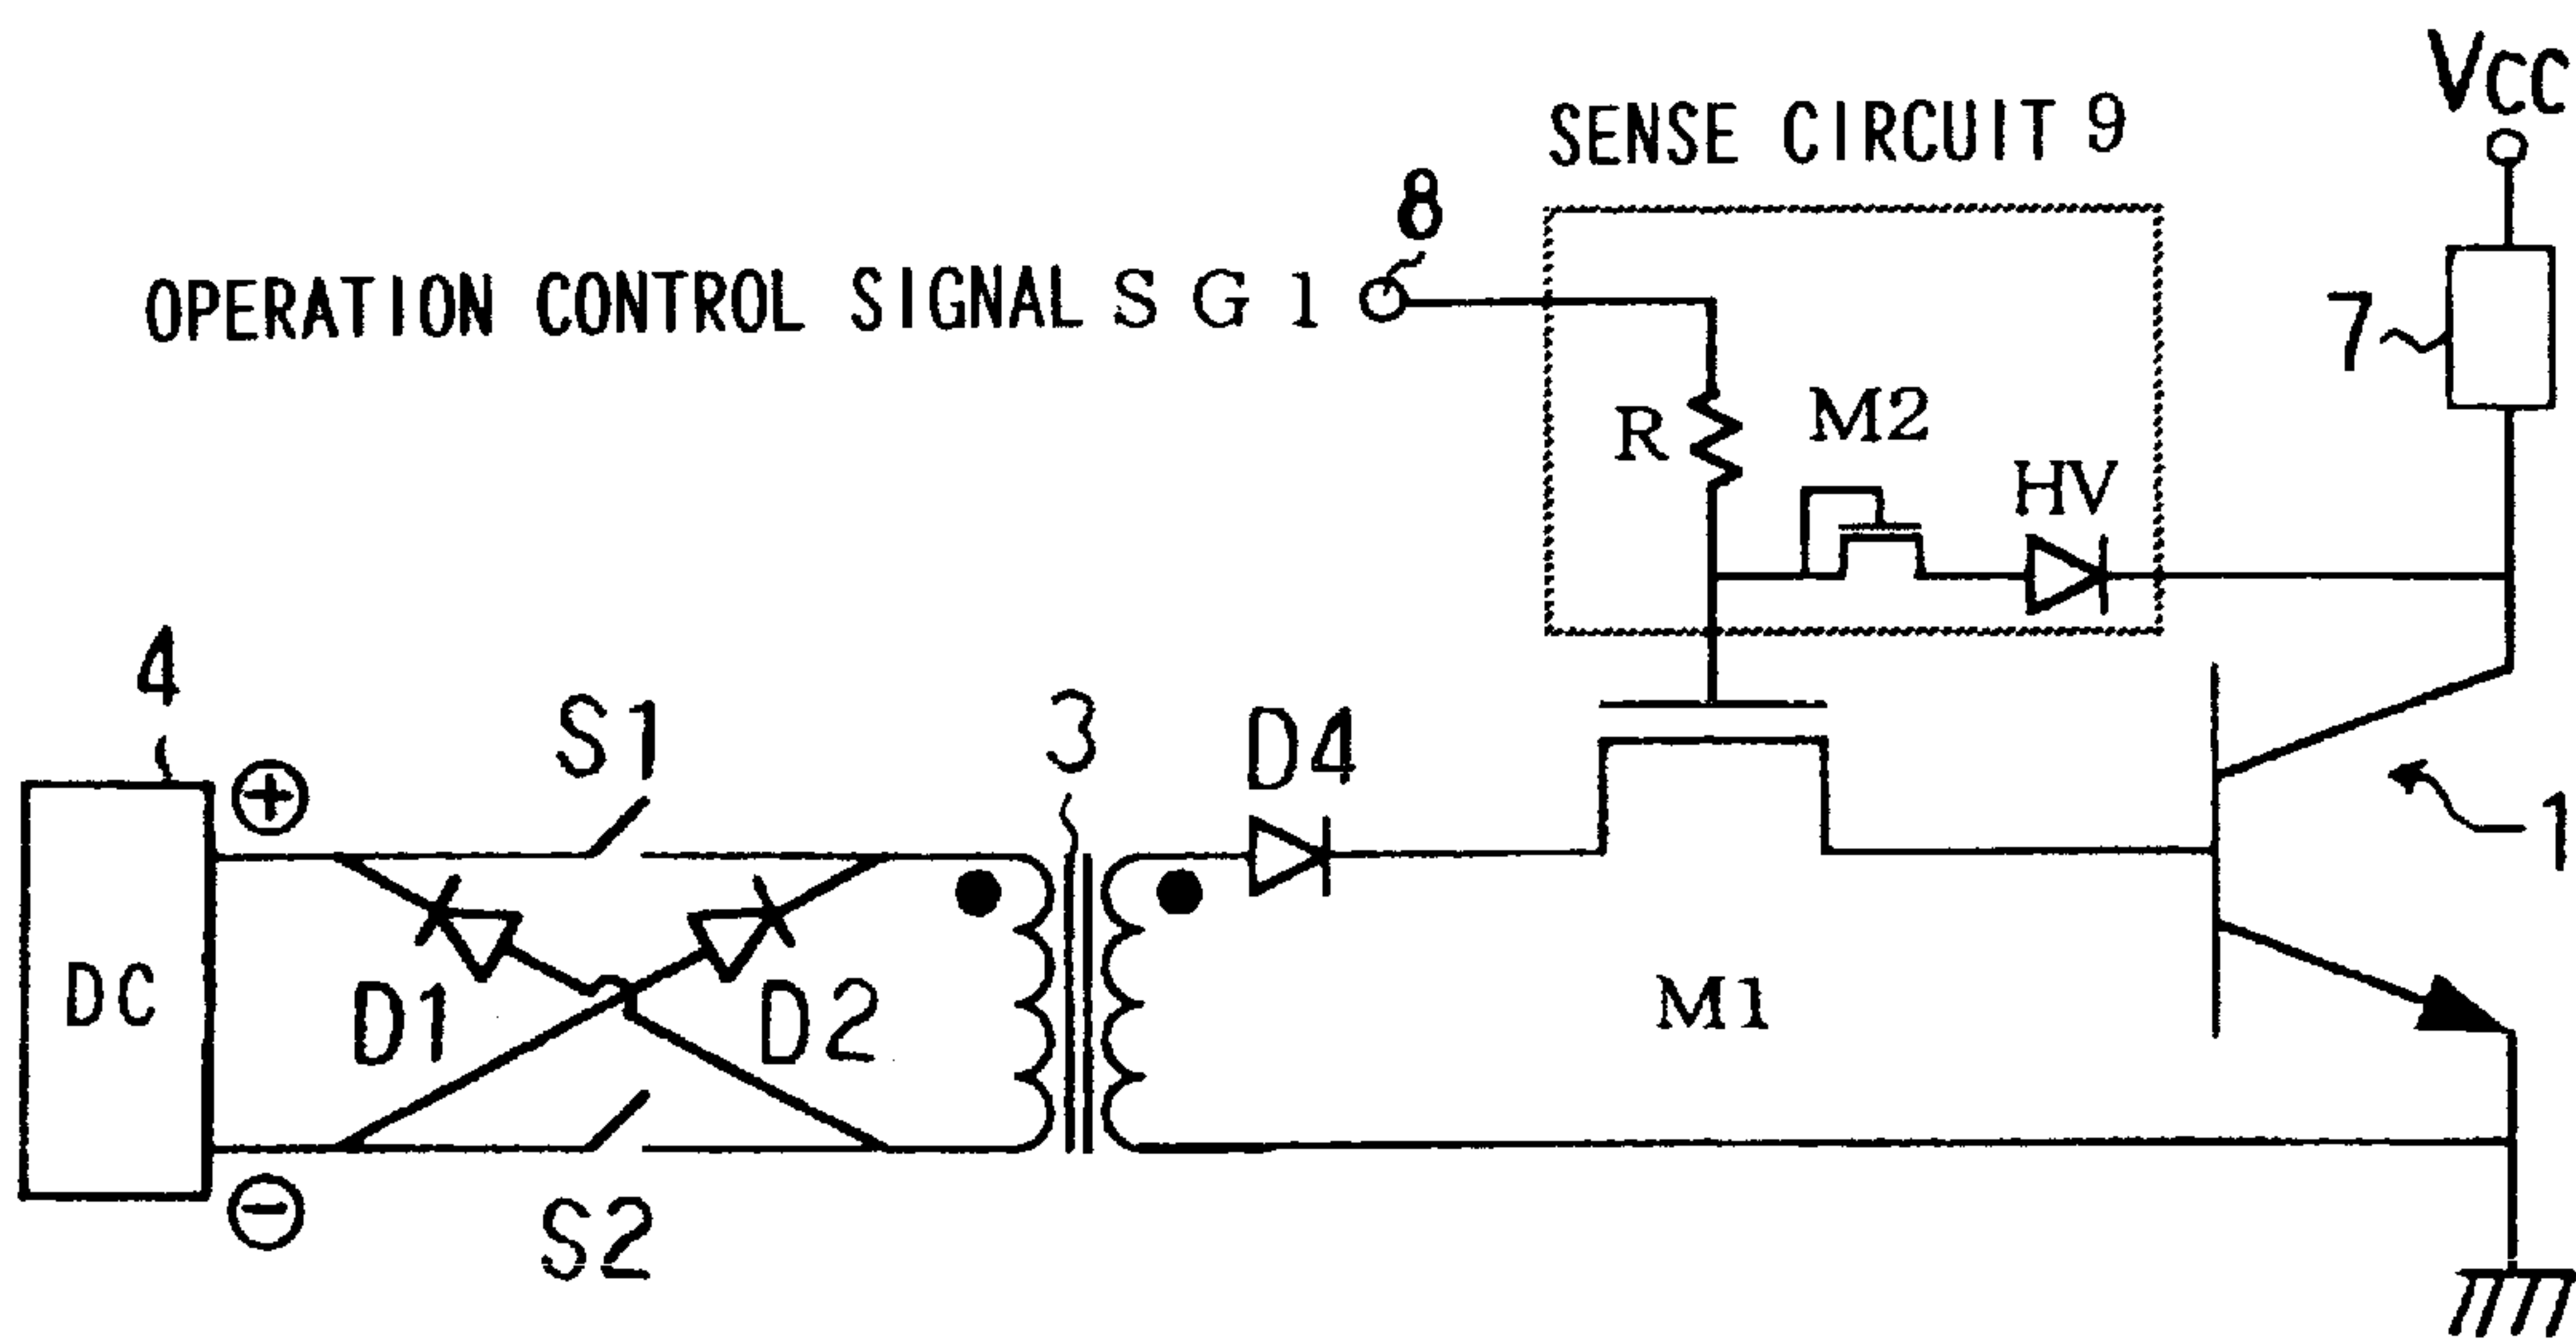 VCC
SENSE CIRCUIT 9
8
OPERATION CONTROL SIGNAL SG1
7
R
M2
HV
4
S1
3
D4
+
1
DC
D1
D2
M1
−
S2